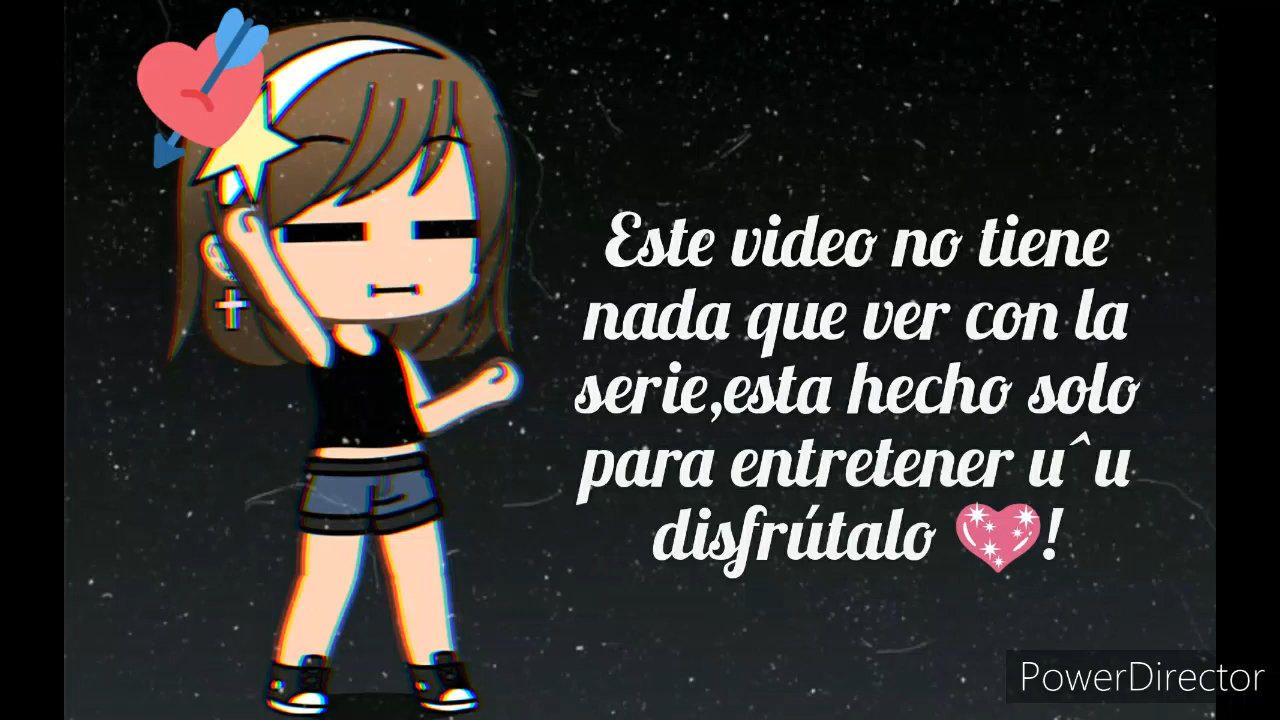 Este video no tiene
nada que ver con la
serie,esta hecho solo
para entretener u^u
disfrútalo 💖!
PowerDirector